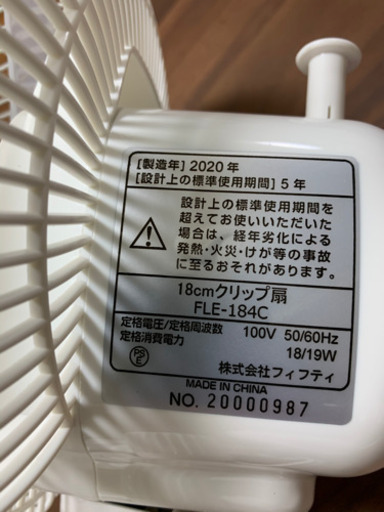 [製造年] 2020年
[設計上の標準使用期間] 5年
設計上の標準使用期間を
超えてお使いいただいた
場合は、経年劣化による
発熱・火災・けが等の事故
に至るおそれがあります。
18cmクリップ扇
FLE-184C
定格電圧/定格周波数 100V 50/60Hz
定格消費電力 18/19W
PSE
株式会社フィフティ
MADE IN CHINA
NO. 20000987